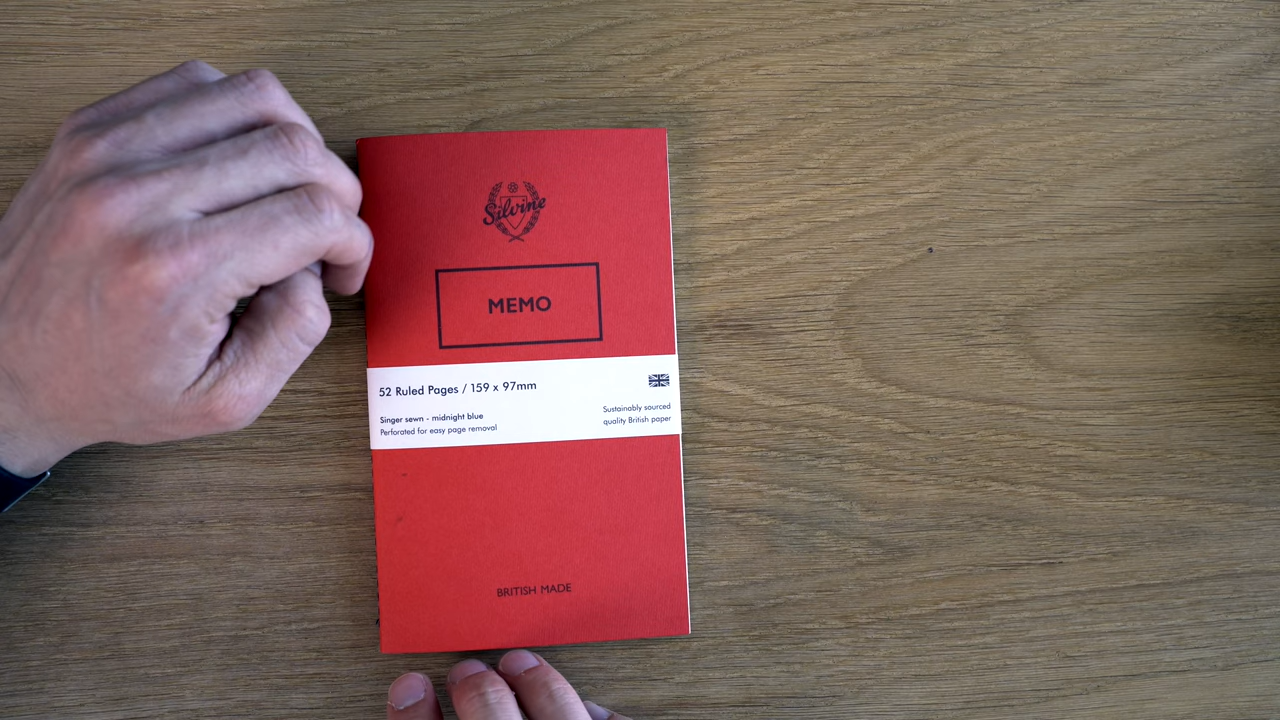 Silvine
MEMO
52 Ruled Pages / 159 x 97mm
Singer sewn - midnight blue
Perforated for easy page removal
Sustainably sourced
quality British paper
BRITISH MADE